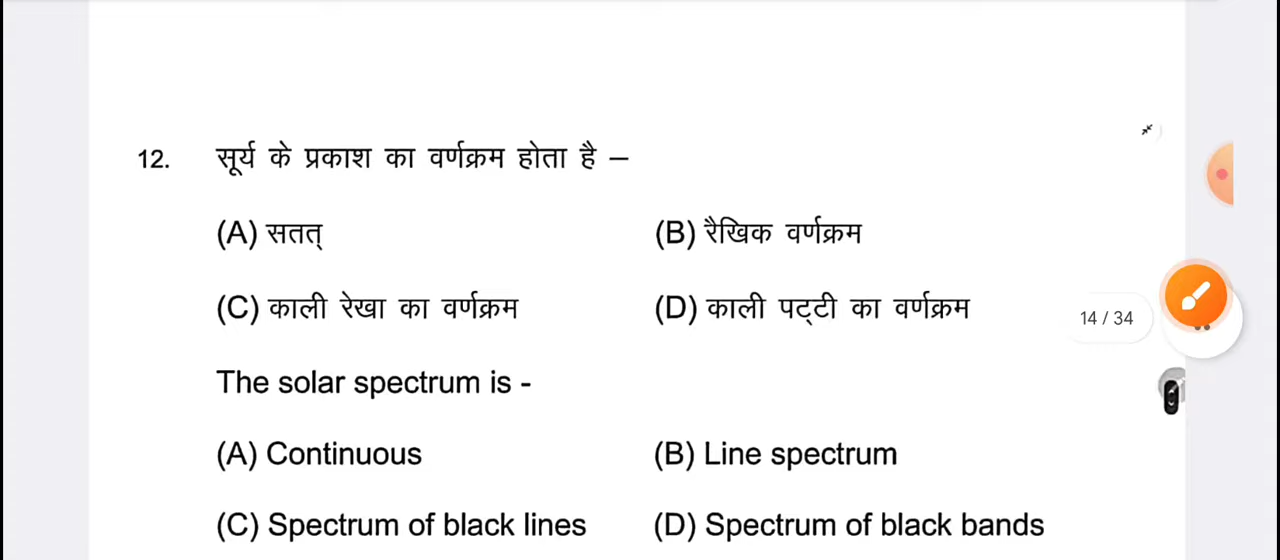 12. सूर्य के प्रकाश का वर्णक्रम होता है –
(A) सतत् (B) रैखिक वर्णक्रम
(C) काली रेखा का वर्णक्रम (D) काली पट्टी का वर्णक्रम
14 / 34
The solar spectrum is -
(A) Continuous (B) Line spectrum
(C) Spectrum of black lines (D) Spectrum of black bands